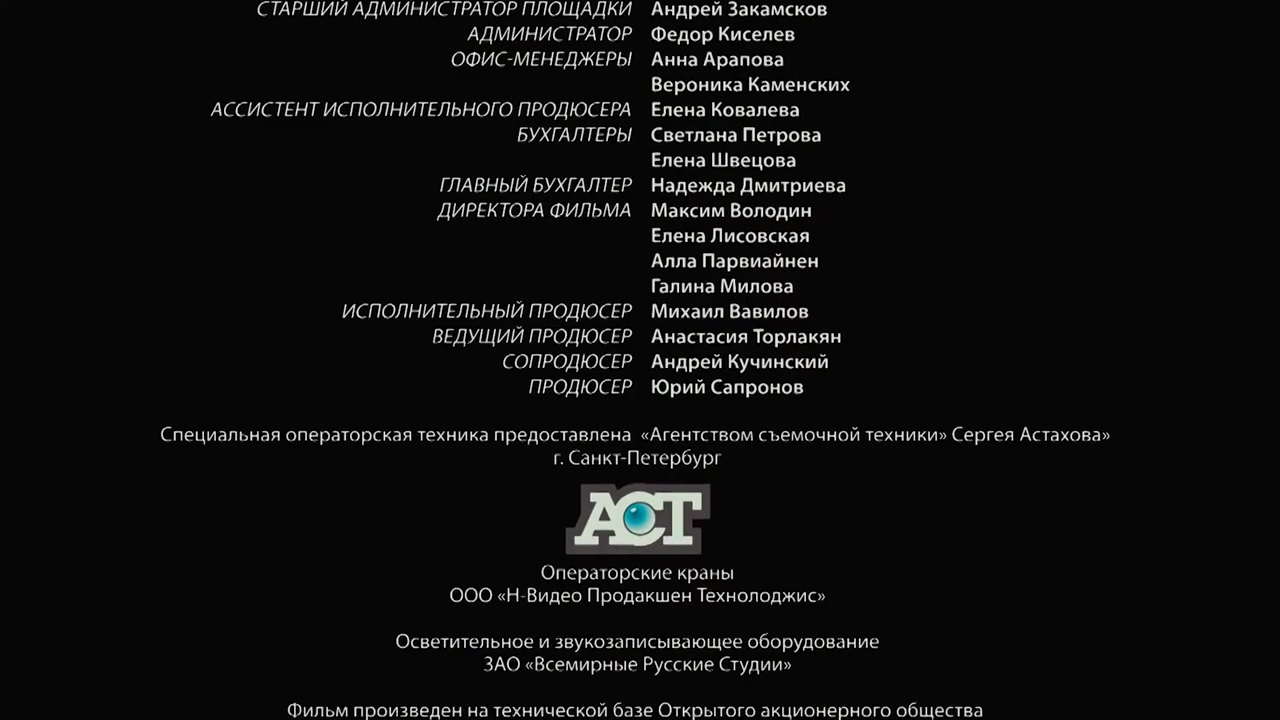 СТАРШИЙ АДМИНИСТРАТОР ПЛОЩАДКИ Андрей Закамсков
АДМИНИСТРАТОР Федор Киселев
ОФИС-МЕНЕДЖЕРЫ Анна Арапова
Вероника Каменских
АССИСТЕНТ ИСПОЛНИТЕЛЬНОГО ПРОДЮСЕРА Елена Ковалева
БУХГАЛТЕРЫ Светлана Петрова
Елена Швецова
ГЛАВНЫЙ БУХГАЛТЕР Надежда Дмитриева
ДИРЕКТОРА ФИЛЬМА Максим Володин
Елена Лисовская
Алла Парвиайнен
Галина Милова
ИСПОЛНИТЕЛЬНЫЙ ПРОДЮСЕР Михаил Вавилов
ВЕДУЩИЙ ПРОДЮСЕР Анастасия Торлакян
СОПРОДЮСЕР Андрей Кучинский
ПРОДЮСЕР Юрий Сапронов
Специальная операторская техника предоставлена «Агентством съемочной техники» Сергея Астахова»
г. Санкт-Петербург
АСТ
Операторские краны
ООО «Н-Видео Продакшен Технолоджис»
Осветительное и звукозаписывающее оборудование
ЗАО «Всемирные Русские Студии»
Фильм произведен на технической базе Открытого акционерного общества